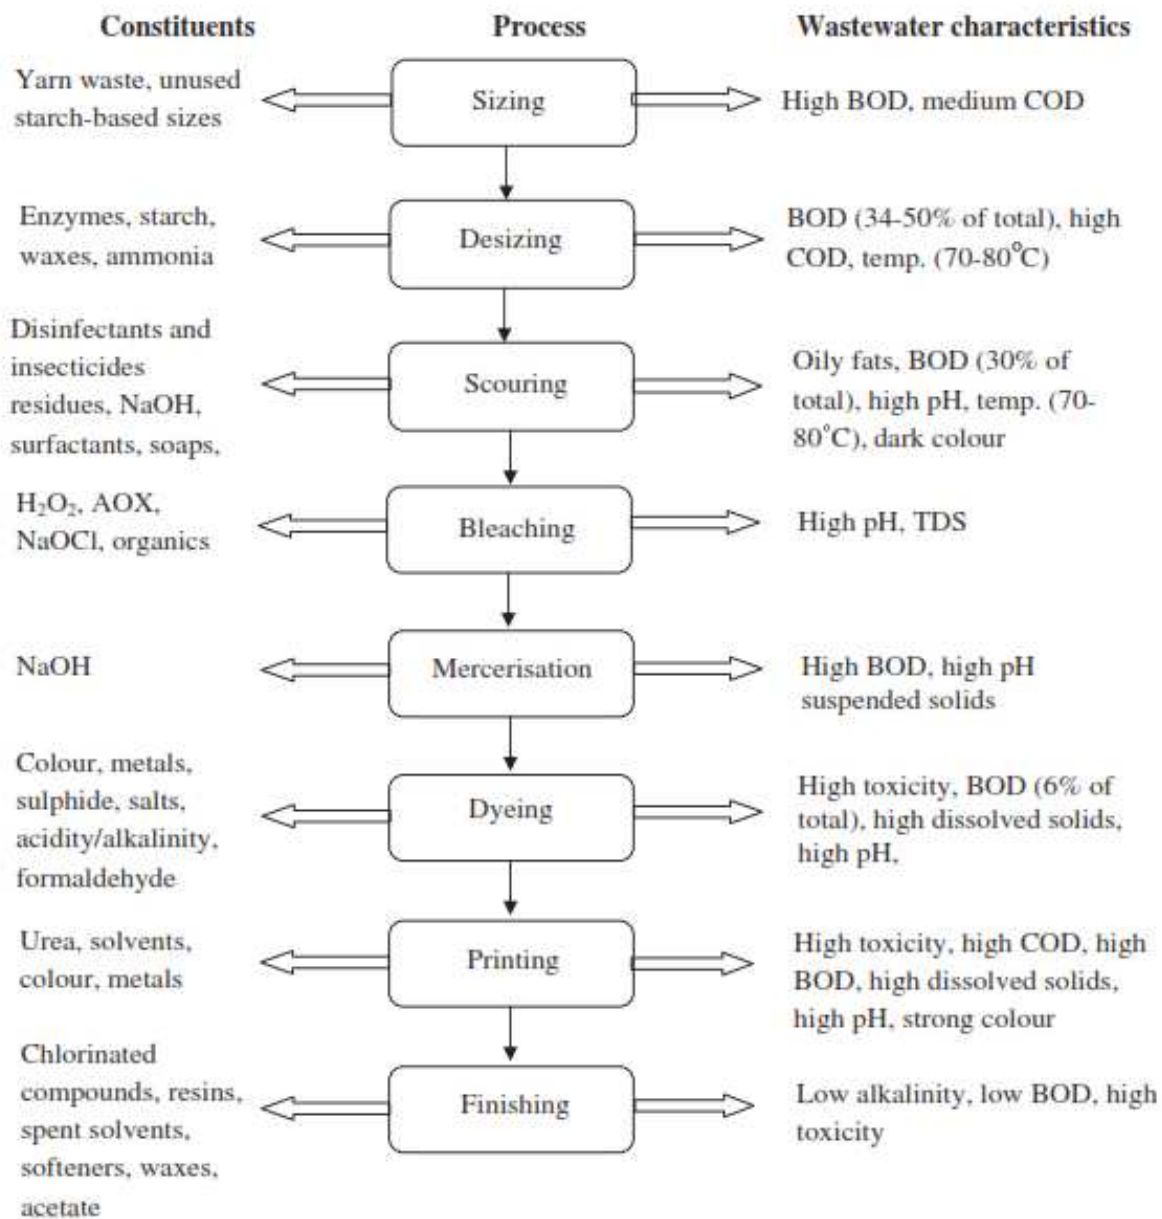 Constituents
Process
Wastewater characteristics
Yarn waste, unused
starch-based sizes
Sizing
High BOD, medium COD
Enzymes, starch,
waxes, ammonia
Desizing
BOD (34-50% of total), high
COD, temp. (70-80°C)
Disinfectants and
insecticides
residues, NaOH,
surfactants, soaps,
Scouring
Oily fats, BOD (30% of
total), high pH, temp. (70-
80°C), dark colour
H₂O₂, AOX,
NaOCl, organics
Bleaching
High pH, TDS
NaOH
Mercerisation
High BOD, high pH
suspended solids
Colour, metals,
sulphide, salts,
acidity/alkalinity,
formaldehyde
Dyeing
High toxicity, BOD (6% of
total), high dissolved solids,
high pH,
Urea, solvents,
colour, metals
Printing
High toxicity, high COD, high
BOD, high dissolved solids,
high pH, strong colour
Chlorinated
compounds, resins,
spent solvents,
softeners, waxes,
acetate
Finishing
Low alkalinity, low BOD, high
toxicity